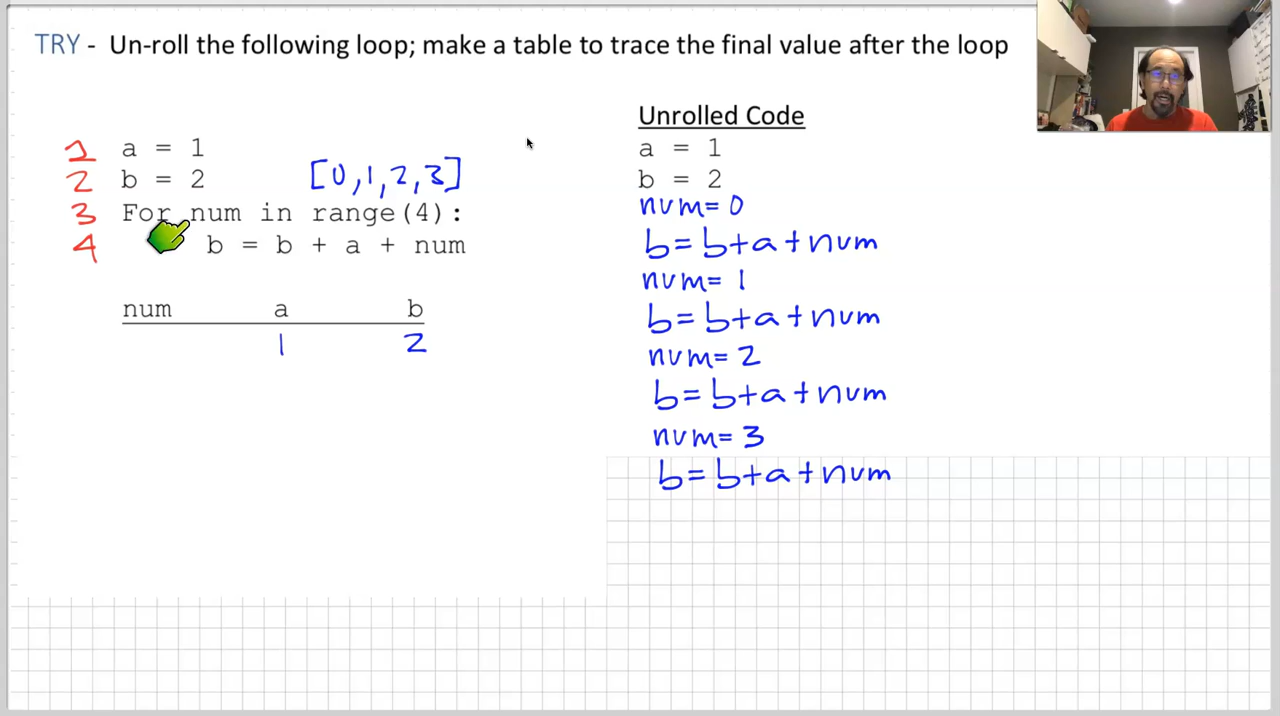 TRY - Un-roll the following loop; make a table to trace the final value after the loop
1 a = 1
2 b = 2
[0,1,2,3]
3 For num in range(4):
4 b = b + a + num
num a b
1 2
Unrolled Code
a = 1
b = 2
num= 0
b=b+a+num
num= 1
b=b+a+num
num= 2
b=b+a+num
num= 3
b=b+a+num